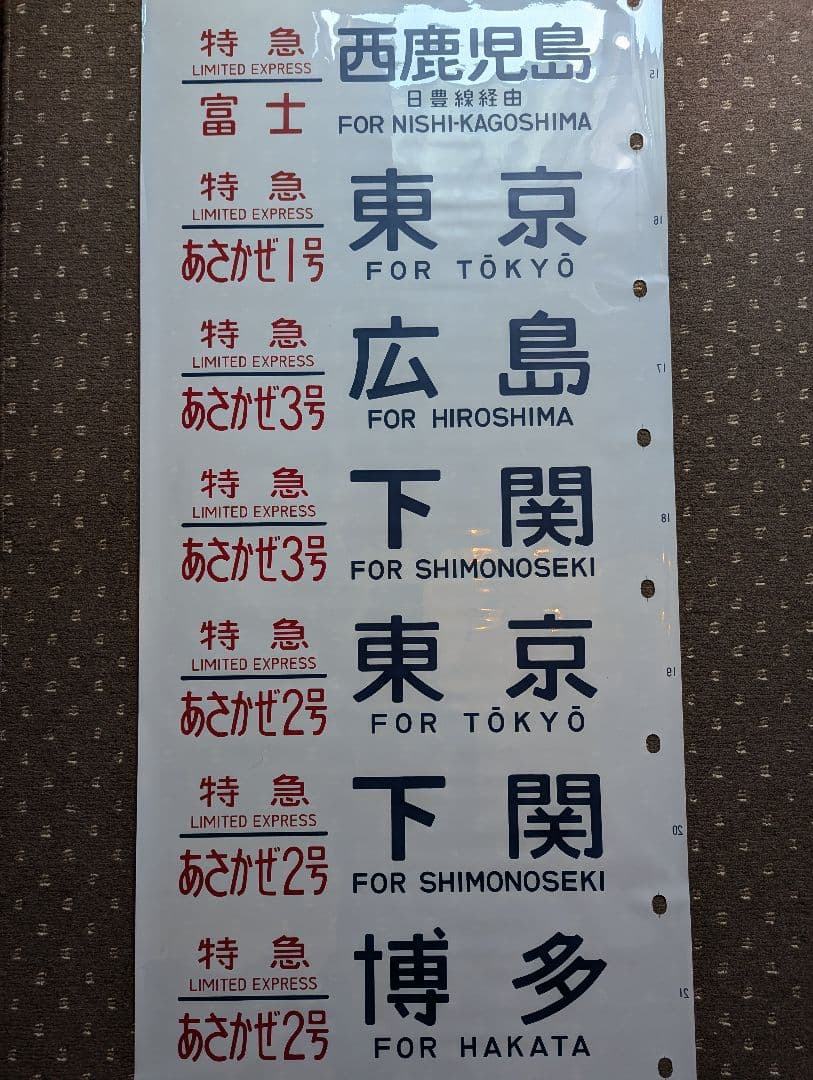 特急
LIMITED EXPRESS
富士
西鹿児島
日豊線経由
FOR NISHI-KAGOSHIMA
15
特急
LIMITED EXPRESS
あさかぜ1号
東京
FOR TŌKYŌ
16
特急
LIMITED EXPRESS
あさかぜ3号
広島
FOR HIROSHIMA
17
特急
LIMITED EXPRESS
あさかぜ3号
下関
FOR SHIMONOSEKI
18
特急
LIMITED EXPRESS
あさかぜ2号
東京
FOR TŌKYŌ
19
特急
LIMITED EXPRESS
あさかぜ2号
下関
FOR SHIMONOSEKI
20
特急
LIMITED EXPRESS
あさかぜ2号
博多
FOR HAKATA
21